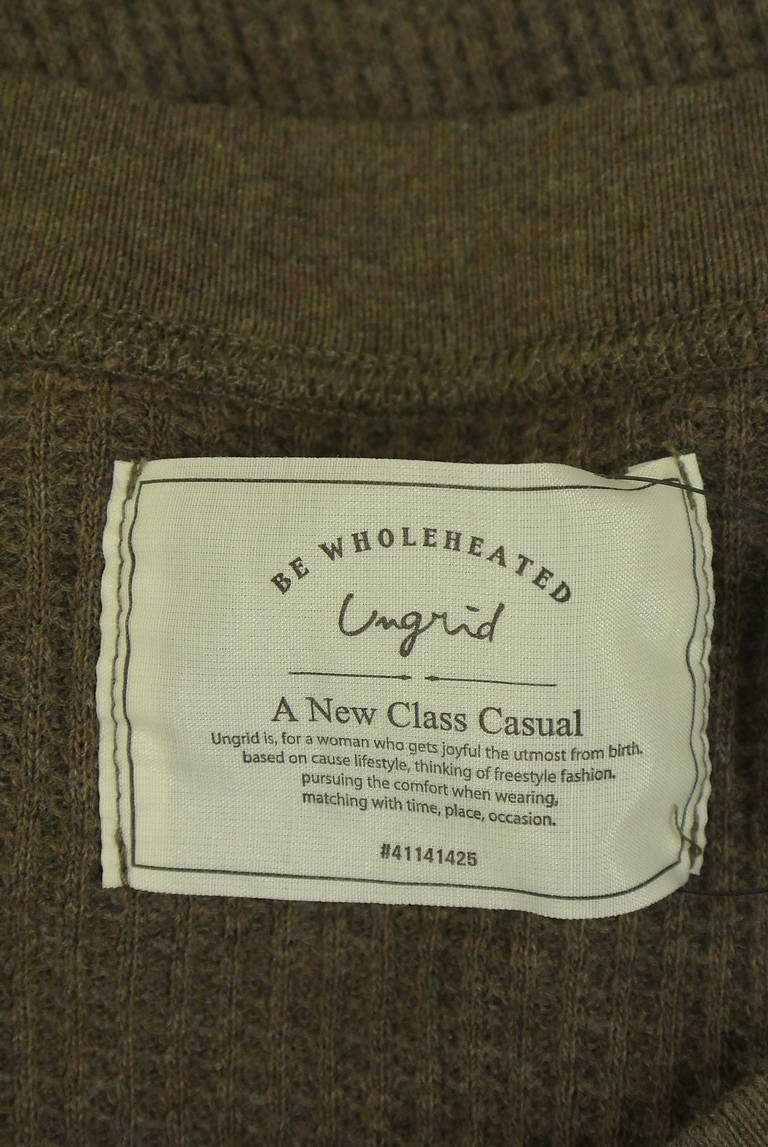 BE WHOLEHEATED
Ungrid
A New Class Casual
Ungrid is, for a woman who gets joyful the utmost from birth.
based on cause lifestyle, thinking of freestyle fashion.
pursuing the comfort when wearing,
matching with time, place, occasion.
#41141425